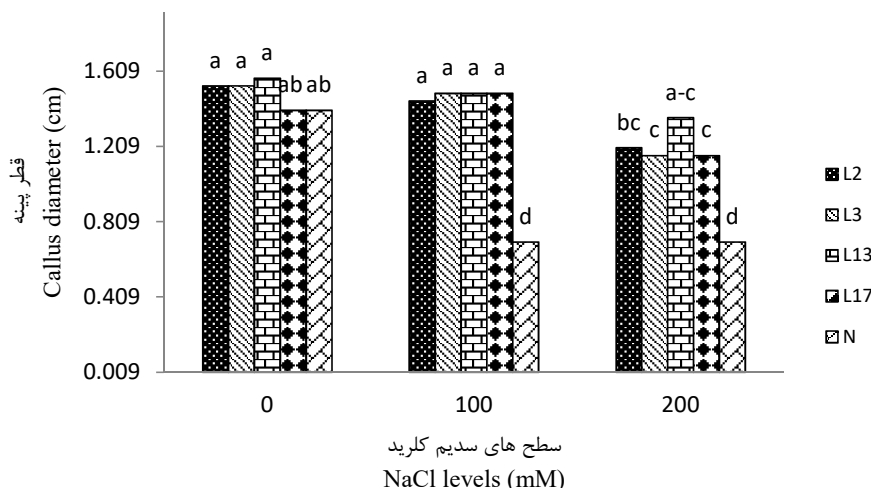 قطر پینه
Callus diameter (cm)
1.609
1.209
0.809
0.409
0.009
a a a ab ab
a a a a d
bc c a-c c d
0 100 200
سطح های سدیم کلرید
NaCl levels (mM)
L2
L3
L13
L17
N